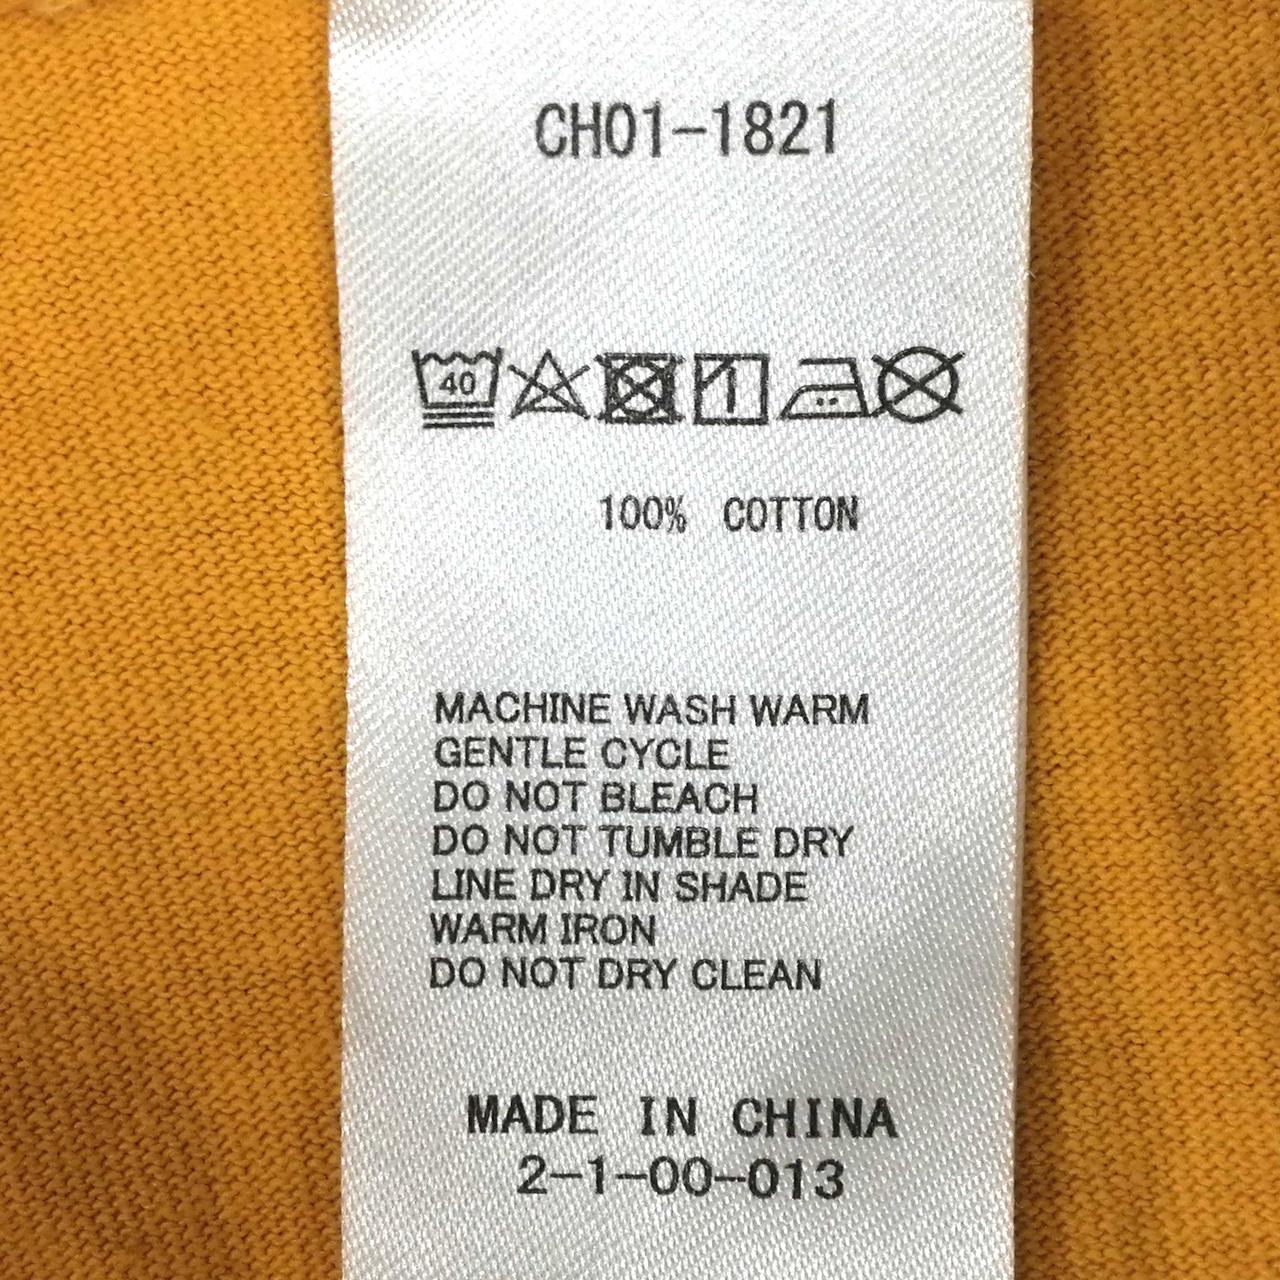 CH01-1821
40
100% COTTON
MACHINE WASH WARM
GENTLE CYCLE
DO NOT BLEACH
DO NOT TUMBLE DRY
LINE DRY IN SHADE
WARM IRON
DO NOT DRY CLEAN
MADE IN CHINA
2-1-00-013